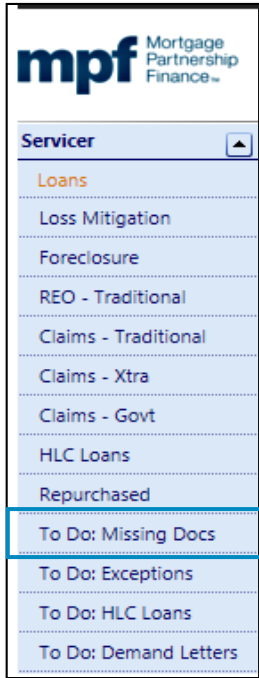 mpf
Mortgage
Partnership
Finance™
Servicer
Loans
Loss Mitigation
Foreclosure
REO - Traditional
Claims - Traditional
Claims - Xtra
Claims - Govt
HLC Loans
Repurchased
To Do: Missing Docs
To Do: Exceptions
To Do: HLC Loans
To Do: Demand Letters